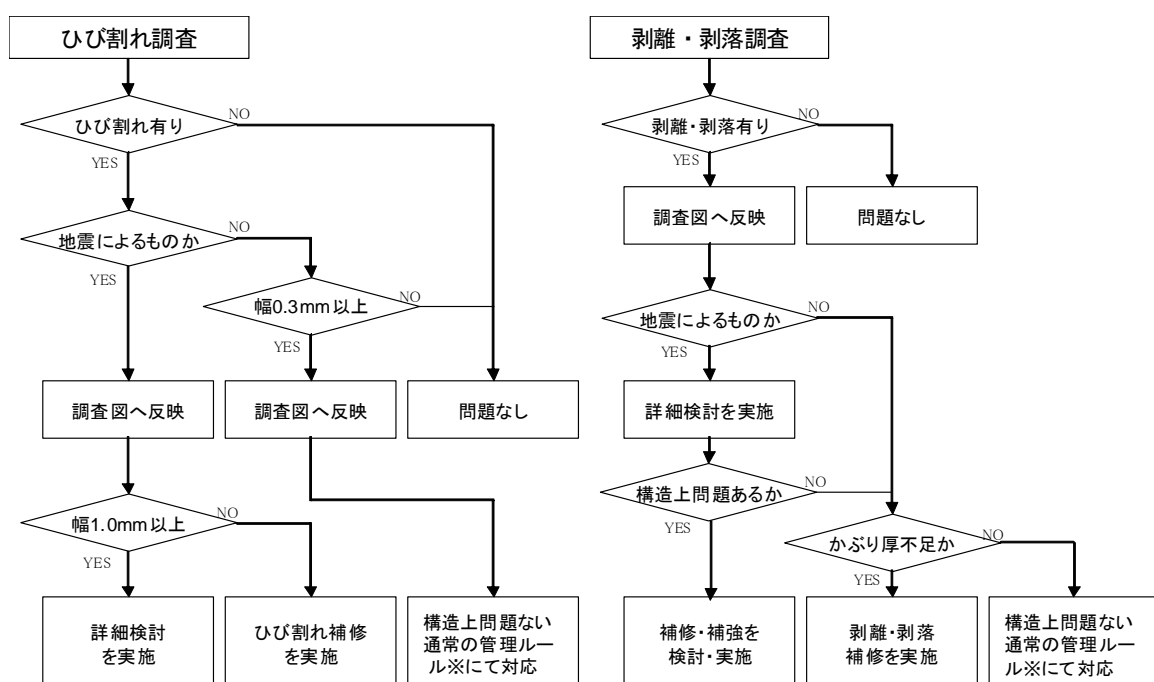 ひび割れ調査
ひび割れ有り
NO
YES
地震によるものか
NO
YES
幅0.3mm以上
NO
YES
調査図へ反映
調査図へ反映
問題なし
幅1.0mm以上
NO
YES
詳細検討
を実施
ひび割れ補修
を実施
構造上問題ない
通常の管理ルー
ル※にて対応
剥離・剥落調査
剥離・剥落有り
NO
YES
調査図へ反映
問題なし
地震によるものか
NO
YES
詳細検討を実施
構造上問題あるか
NO
YES
かぶり厚不足か
NO
YES
補修・補強を
検討・実施
剥離・剥落
補修を実施
構造上問題ない
通常の管理ルー
ル※にて対応